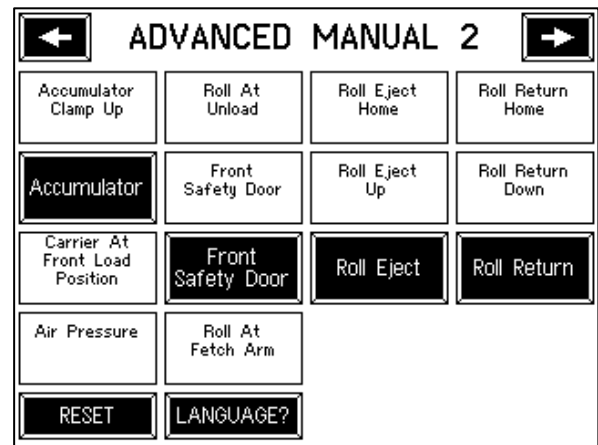 ADVANCED MANUAL 2
Accumulator
Clamp Up
Roll At
Unload
Roll Eject
Home
Roll Return
Home
Accumulator
Front
Safety Door
Roll Eject
Up
Roll Return
Down
Carrier At
Front Load
Position
Front
Safety Door
Roll Eject
Roll Return
Air Pressure
Roll At
Fetch Arm
RESET
LANGUAGE?